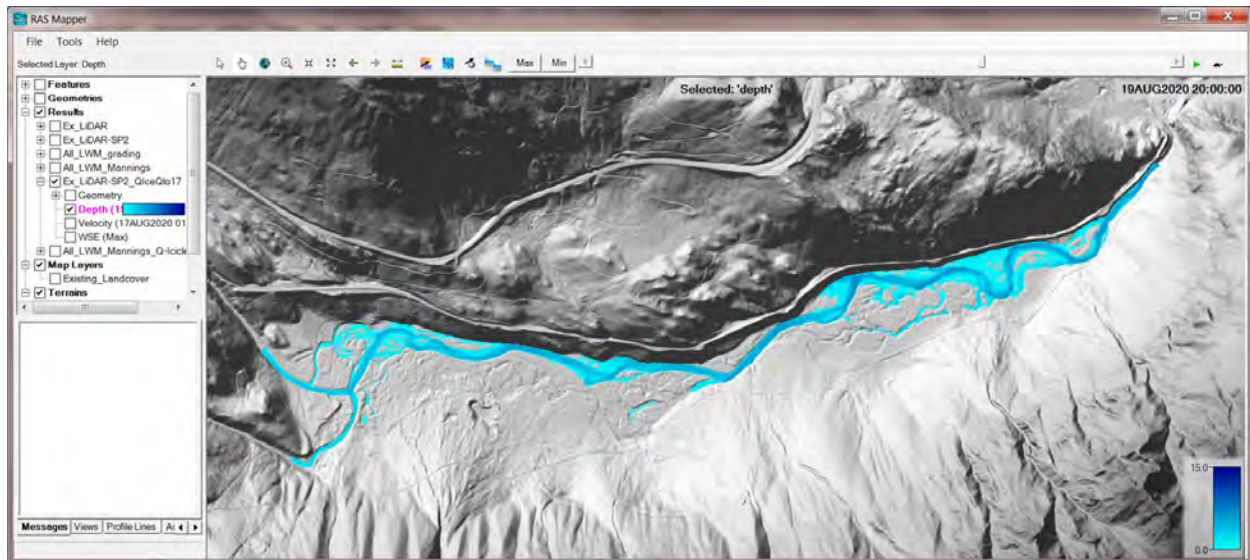 RAS Mapper
File Tools Help
Selected Layer: Depth
Max Min
Features
Geometries
Results
Ex_LiDAR
Ex_LiDAR-SP2
All_LWM_grading
All_LWM_Mannings
Ex_LiDAR-SP2_QIceQlo17
Geometry
Depth (15
Velocity (17AUG2020 01
WSE (Max)
Map Layers
Existing_Landcover
Terrains
Messages Views Profile Lines
Selected: 'depth'
19AUG2020 20:00:00
15.0
0.0